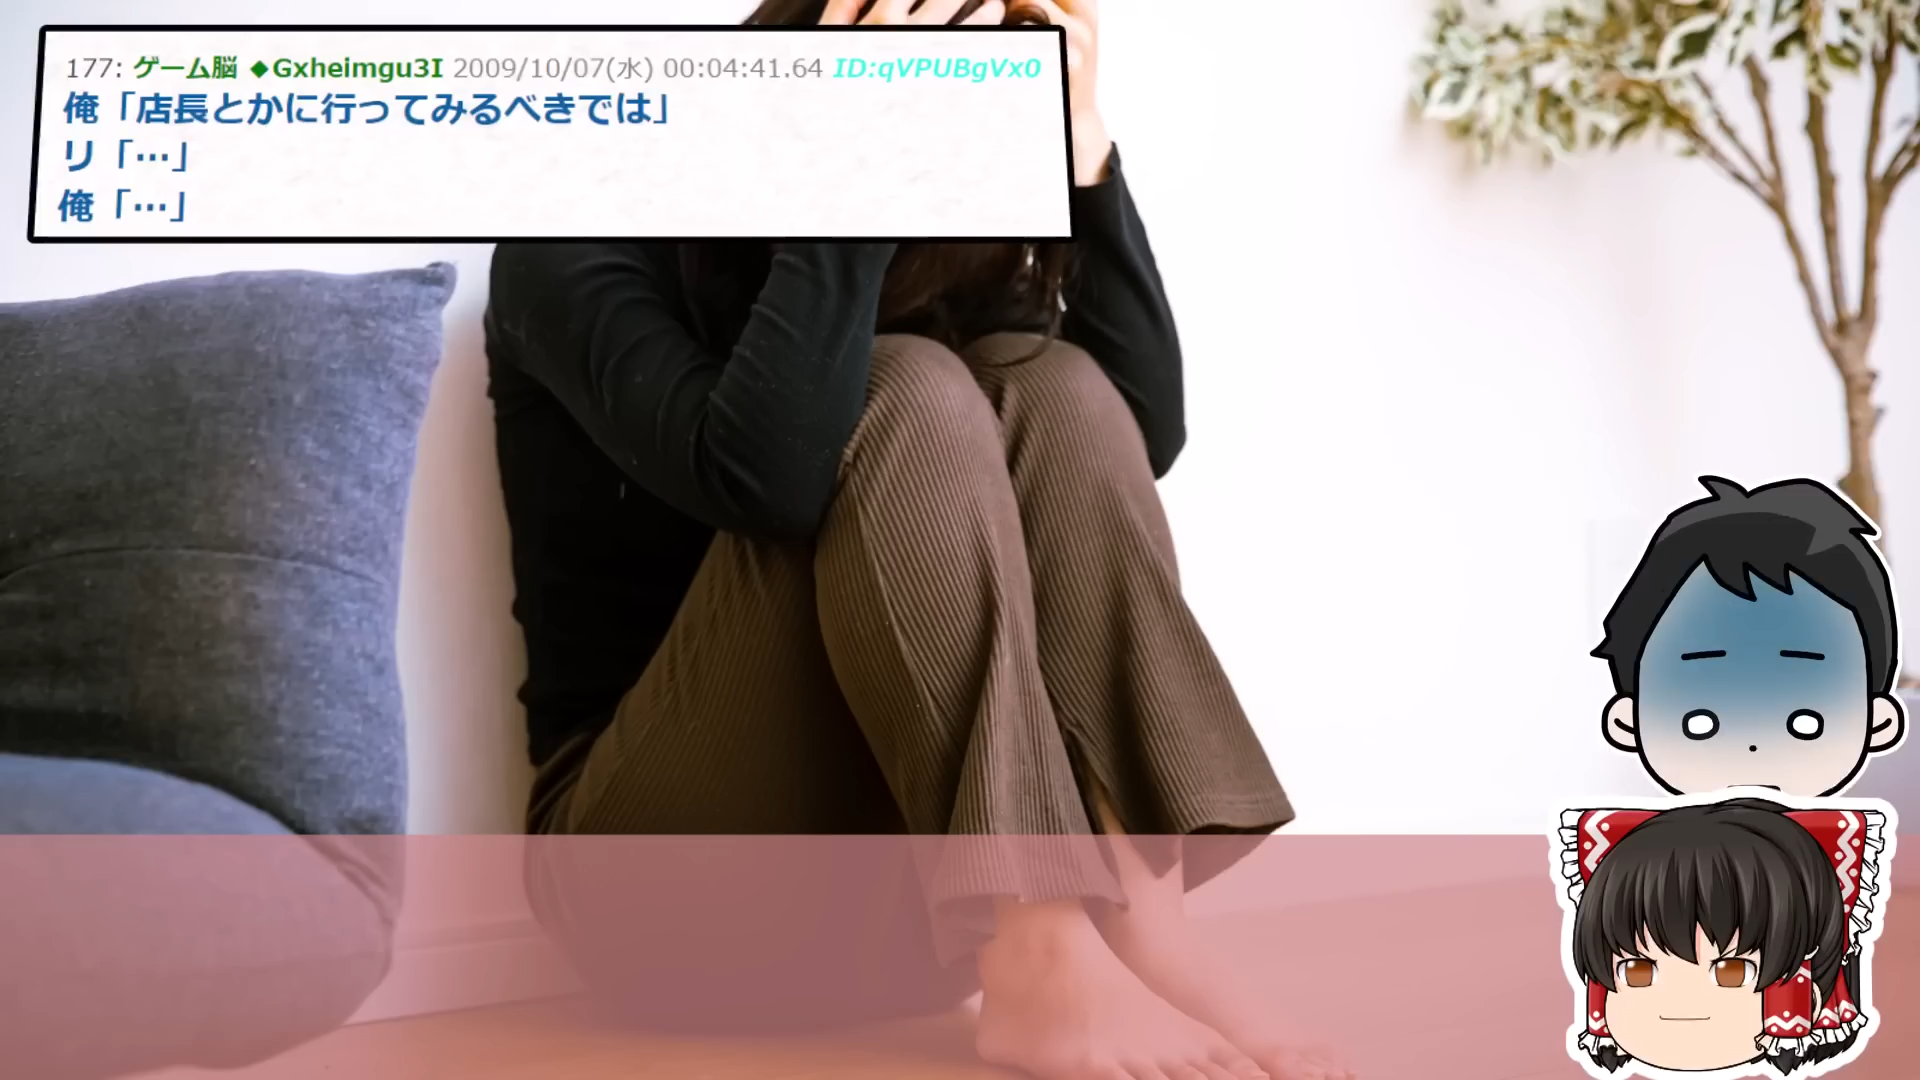 177: ゲーム脳 ◆Gxheimgu3I 2009/10/07(水) 00:04:41.64 ID:qVPUBgVx0
俺「店長とかに行ってみるべきでは」
リ「…」
俺「…」